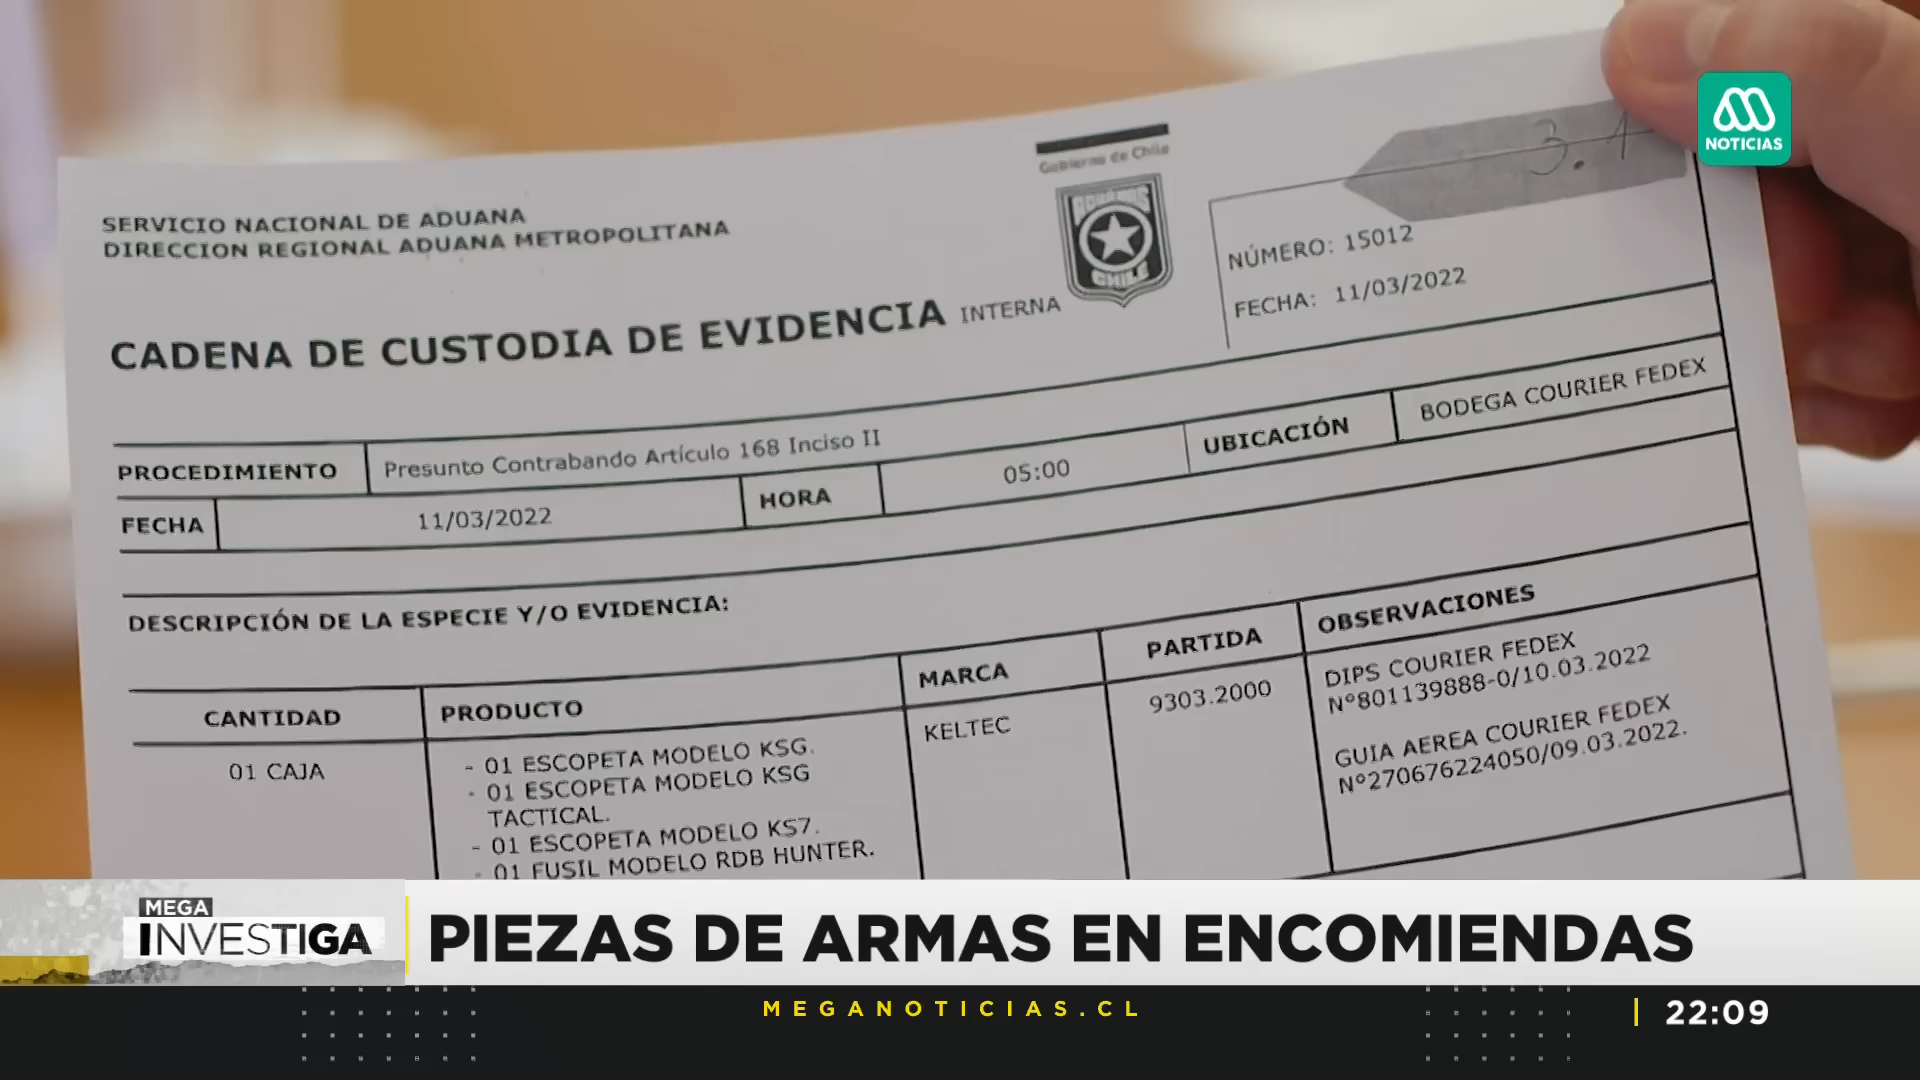 NOTICIAS
3.1
Gobierno de Chile
ADUANAS
CHILE
SERVICIO NACIONAL DE ADUANA
DIRECCION REGIONAL ADUANA METROPOLITANA
NÚMERO: 15012
FECHA: 11/03/2022
CADENA DE CUSTODIA DE EVIDENCIA INTERNA
PROCEDIMIENTO Presunto Contrabando Artículo 168 Inciso II
FECHA 11/03/2022 HORA 05:00 UBICACIÓN BODEGA COURIER FEDEX
DESCRIPCIÓN DE LA ESPECIE Y/O EVIDENCIA:
CANTIDAD PRODUCTO MARCA PARTIDA OBSERVACIONES
01 CAJA
- 01 ESCOPETA MODELO KSG.
- 01 ESCOPETA MODELO KSG
TACTICAL.
- 01 ESCOPETA MODELO KS7.
- 01 FUSIL MODELO RDB HUNTER.
KELTEC
9303.2000
DIPS COURIER FEDEX
N°801139888-0/10.03.2022
GUIA AEREA COURIER FEDEX
N°270676224050/09.03.2022.
MEGA
INVESTIGA
PIEZAS DE ARMAS EN ENCOMIENDAS
MEGANOTICIAS.CL
22:09